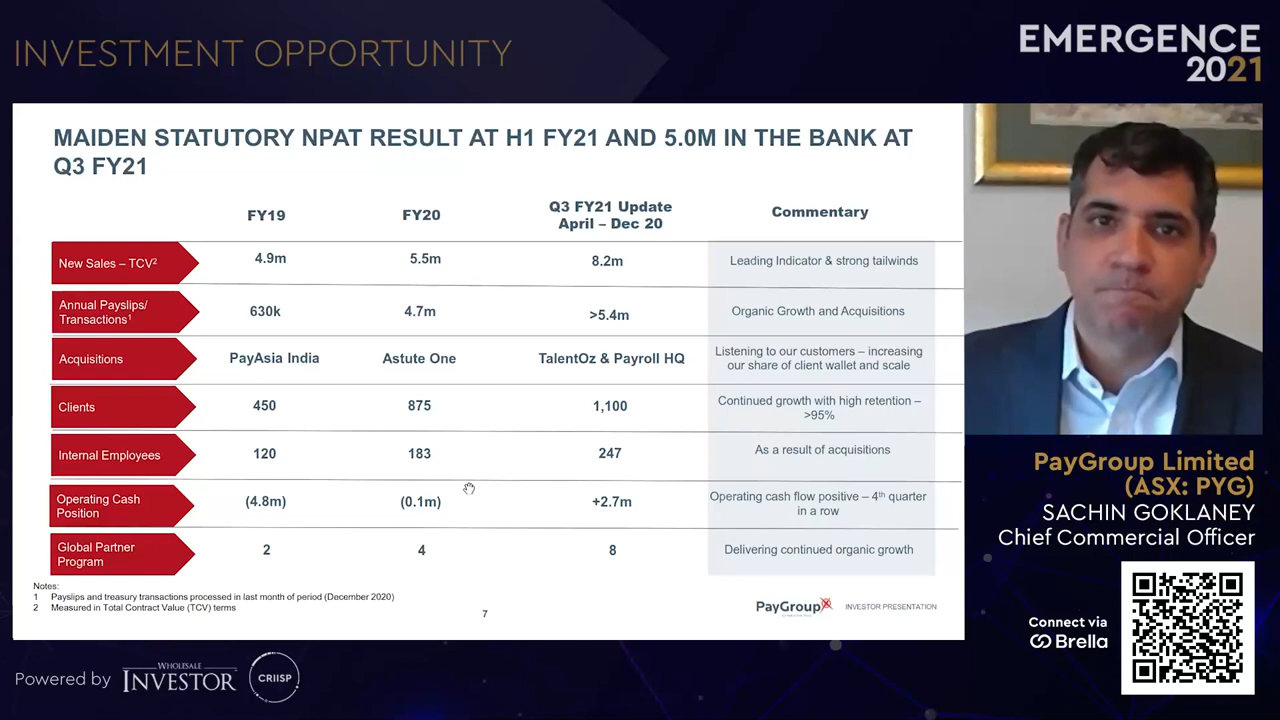 INVESTMENT OPPORTUNITY
EMERGENCE
2021
MAIDEN STATUTORY NPAT RESULT AT H1 FY21 AND 5.0M IN THE BANK AT
Q3 FY21
FY19
FY20
Q3 FY21 Update
April – Dec 20
Commentary
New Sales – TCV²
4.9m
5.5m
8.2m
Leading Indicator & strong tailwinds
Annual Payslips/
Transactions¹
630k
4.7m
>5.4m
Organic Growth and Acquisitions
Acquisitions
PayAsia India
Astute One
TalentOz & Payroll HQ
Listening to our customers – increasing
our share of client wallet and scale
Clients
450
875
1,100
Continued growth with high retention –
>95%
Internal Employees
120
183
247
As a result of acquisitions
Operating Cash
Position
(4.8m)
(0.1m)
+2.7m
Operating cash flow positive – 4th quarter
in a row
Global Partner
Program
2
4
8
Delivering continued organic growth
Notes:
1 Payslips and treasury transactions processed in last month of period (December 2020)
2 Measured in Total Contract Value (TCV) terms
7
PayGroup
INVESTOR PRESENTATION
PayGroup Limited
(ASX: PYG)
SACHIN GOKLANEY
Chief Commercial Officer
Connect via
Brella
Powered by
WHOLESALE
INVESTOR
CRIISP